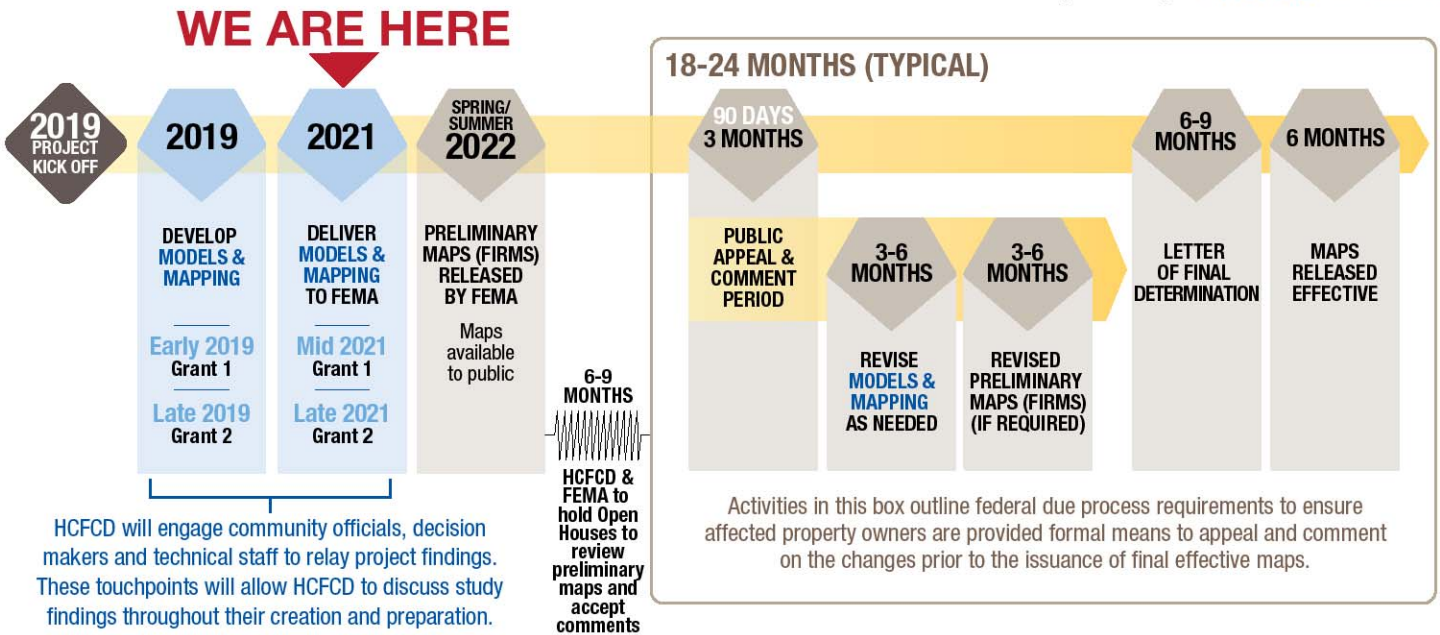 WE ARE HERE
2019
PROJECT
KICK OFF
2019
DEVELOP
MODELS &
MAPPING
Early 2019
Grant 1
Late 2019
Grant 2
2021
DELIVER
MODELS &
MAPPING
TO FEMA
Mid 2021
Grant 1
Late 2021
Grant 2
SPRING/
SUMMER
2022
PRELIMINARY
MAPS (FIRMS)
RELEASED
BY FEMA
Maps
available
to public
HCFCD will engage community officials, decision
makers and technical staff to relay project findings.
These touchpoints will allow HCFCD to discuss study
findings throughout their creation and preparation.
6-9
MONTHS
HCFCD &
FEMA to
hold Open
Houses to
review
preliminary
maps and
accept
comments
18-24 MONTHS (TYPICAL)
90 DAYS
3 MONTHS
PUBLIC
APPEAL &
COMMENT
PERIOD
3-6
MONTHS
REVISE
MODELS &
MAPPING
AS NEEDED
3-6
MONTHS
REVISED
PRELIMINARY
MAPS (FIRMS)
(IF REQUIRED)
6-9
MONTHS
LETTER
OF FINAL
DETERMINATION
6 MONTHS
MAPS
RELEASED
EFFECTIVE
Activities in this box outline federal due process requirements to ensure
affected property owners are provided formal means to appeal and comment
on the changes prior to the issuance of final effective maps.